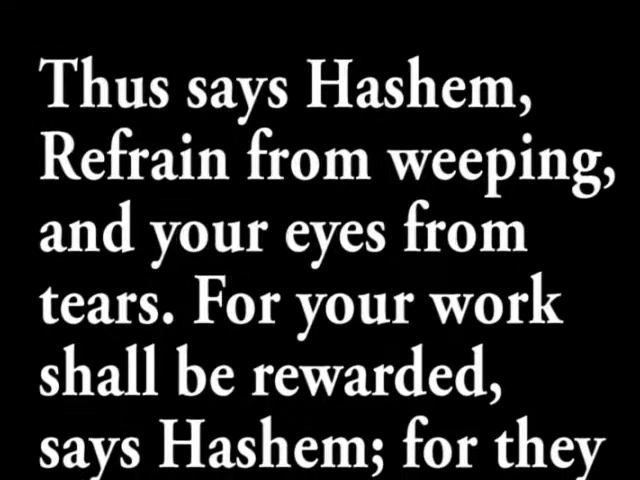 Thus says Hashem,
Refrain from weeping,
and your eyes from
tears. For your work
shall be rewarded,
says Hashem; for they